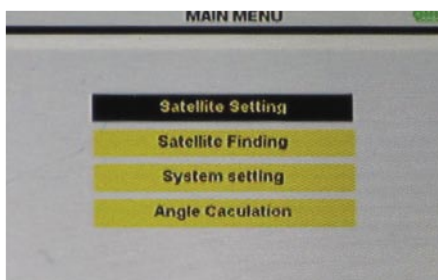 MAIN MENU
Satellite Setting
Satellite Finding
System setting
Angle Caculation